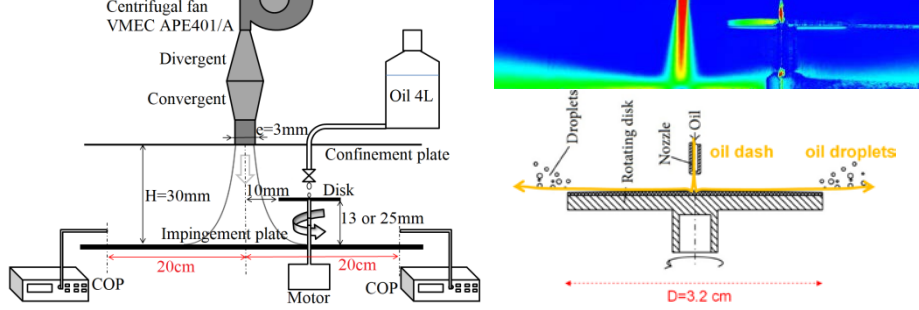 Centrifugal fan
VMEC APE401/A
Divergent
Convergent
Oil 4L
e=3mm
Confinement plate
H=30mm
10mm
Disk
13 or 25mm
Impingement plate
20cm
20cm
COP
Motor
COP
Droplets
Rotating disk
Nozzle
Oil
oil dash
oil droplets
D=3.2 cm